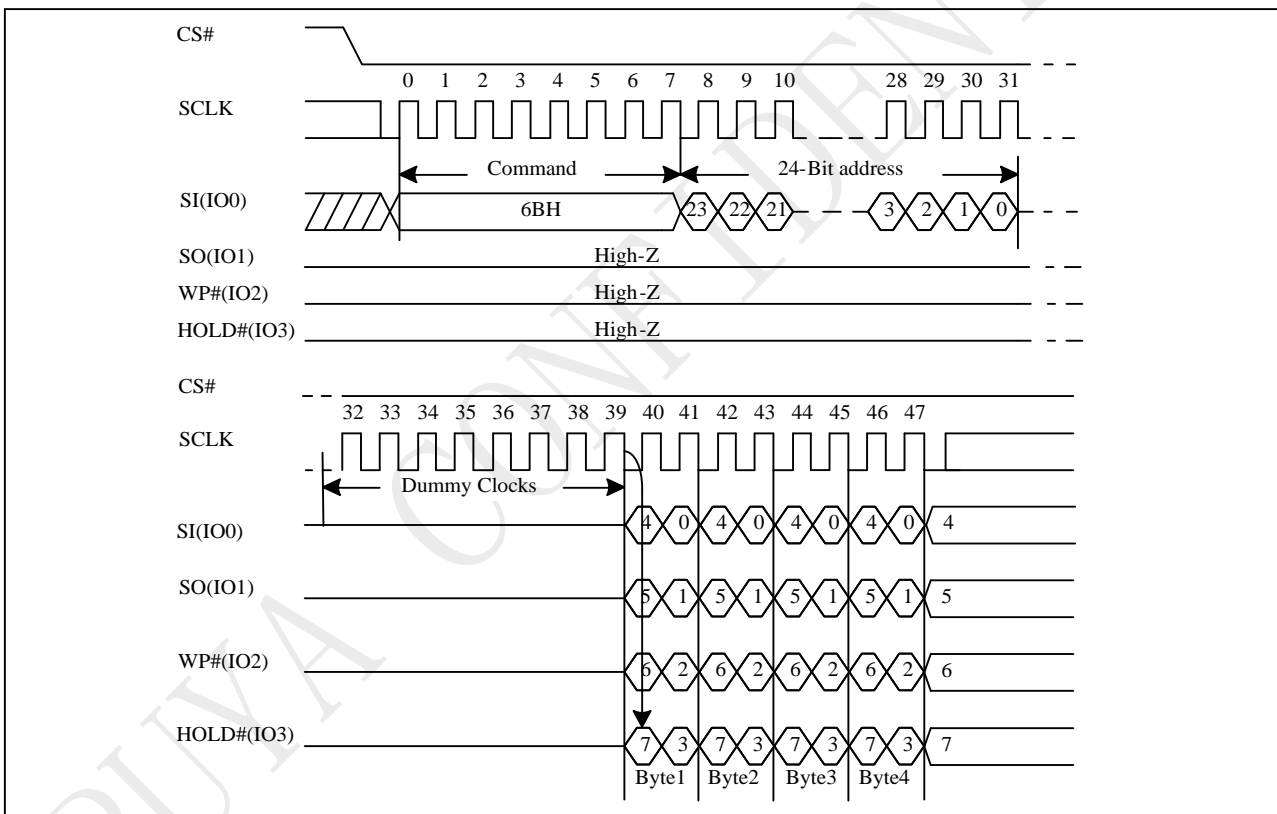 CS#
0 1 2 3 4 5 6 7 8 9 10 28 29 30 31
SCLK
Command 24-Bit address
SI(IO0) 6BH 23 22 21 3 2 1 0
SO(IO1) High-Z
WP#(IO2) High-Z
HOLD#(IO3) High-Z
CS#
32 33 34 35 36 37 38 39 40 41 42 43 44 45 46 47
SCLK
Dummy Clocks
SI(IO0) 4 0 4 0 4 0 4 0 4
SO(IO1) 5 1 5 1 5 1 5 1 5
WP#(IO2) 6 2 6 2 6 2 6 2 6
HOLD#(IO3) 7 3 7 3 7 3 7 3 7
Byte1 Byte2 Byte3 Byte4
PUYA CONFIDEN